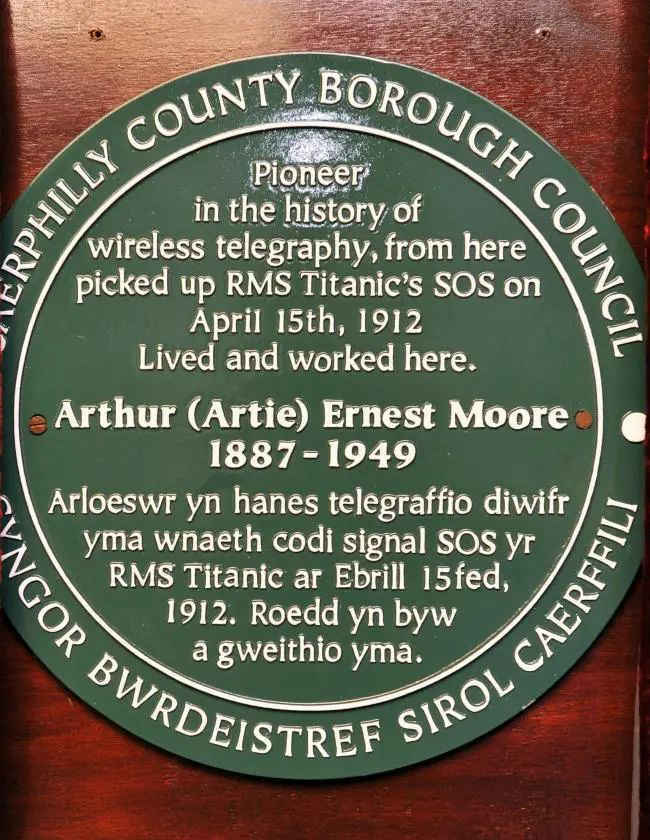 CAERPHILLY COUNTY BOROUGH COUNCIL
Pioneer
in the history of
wireless telegraphy, from here
picked up RMS Titanic's SOS on
April 15th, 1912
Lived and worked here.
Arthur (Artie) Ernest Moore
1887-1949
Arloeswr yn hanes telegraffio diwifr
yma wnaeth codi signal SOS yr
RMS Titanic ar Ebrill 15fed,
1912. Roedd yn byw
a gweithio yma.
CYNGOR BWRDEISTREF SIROL CAERFFILI